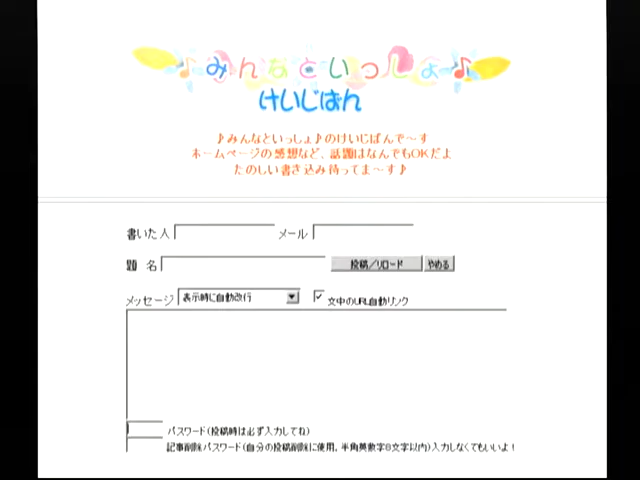 ♪みんなといっしょ♪
けいじばん
♪みんなといっしょ♪のけいじばんで～す
ホームページの感想など、話題はなんでもOKだよ
たのしい書き込み待ってま～す♪
書いた人 メール
題 名 投稿/リロード やめる
メッセージ 表示時に自動改行 文中のURL自動リンク
パスワード(投稿時は必ず入力してね)
記事削除パスワード(自分の投稿削除に使用。半角英数字8文字以内)入力しなくてもいいよ!